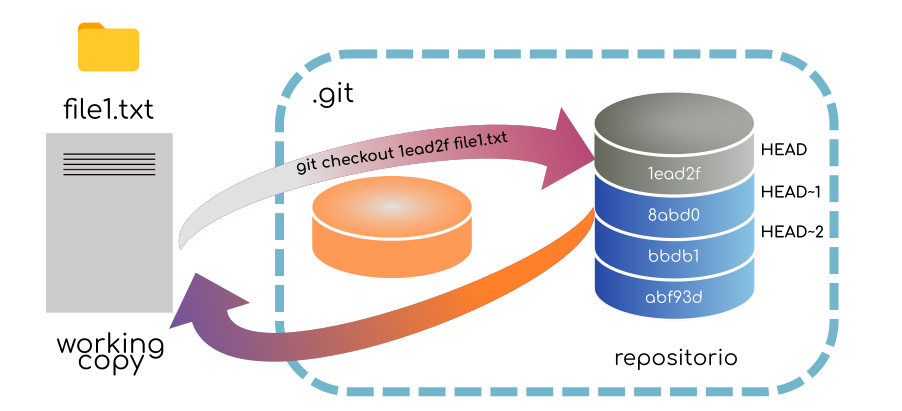 file1.txt
.git
git checkout 1ead2f file1.txt
HEAD
1ead2f
HEAD~1
8abd0
HEAD~2
bbdb1
abf93d
working
copy
repositorio